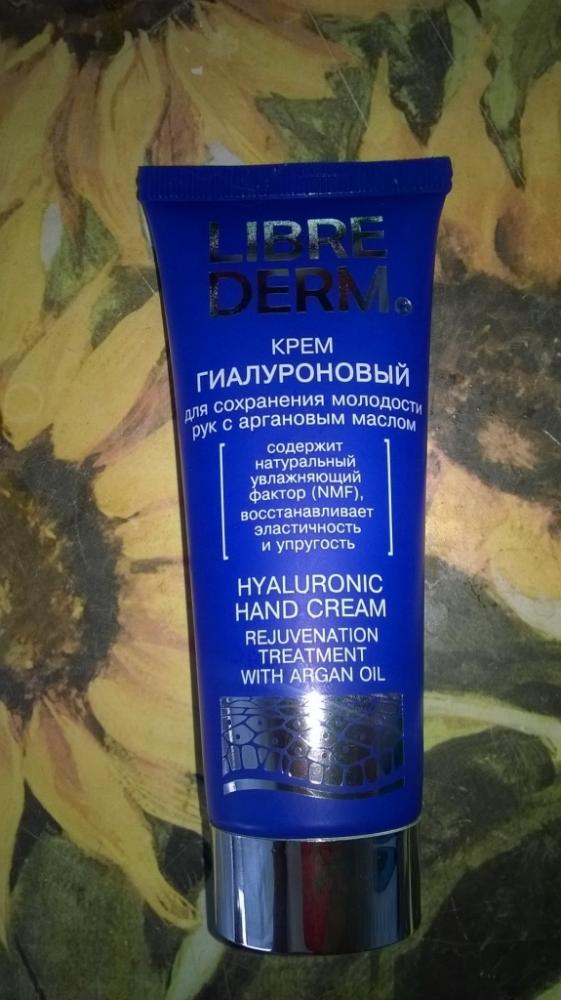 LIBRE
DERM®
КРЕМ
ГИАЛУРОНОВЫЙ
для сохранения молодости
рук с аргановым маслом
содержит
натуральный
увлажняющий
фактор (NMF),
восстанавливает
эластичность
и упругость
HYALURONIC
HAND CREAM
REJUVENATION
TREATMENT
WITH ARGAN OIL